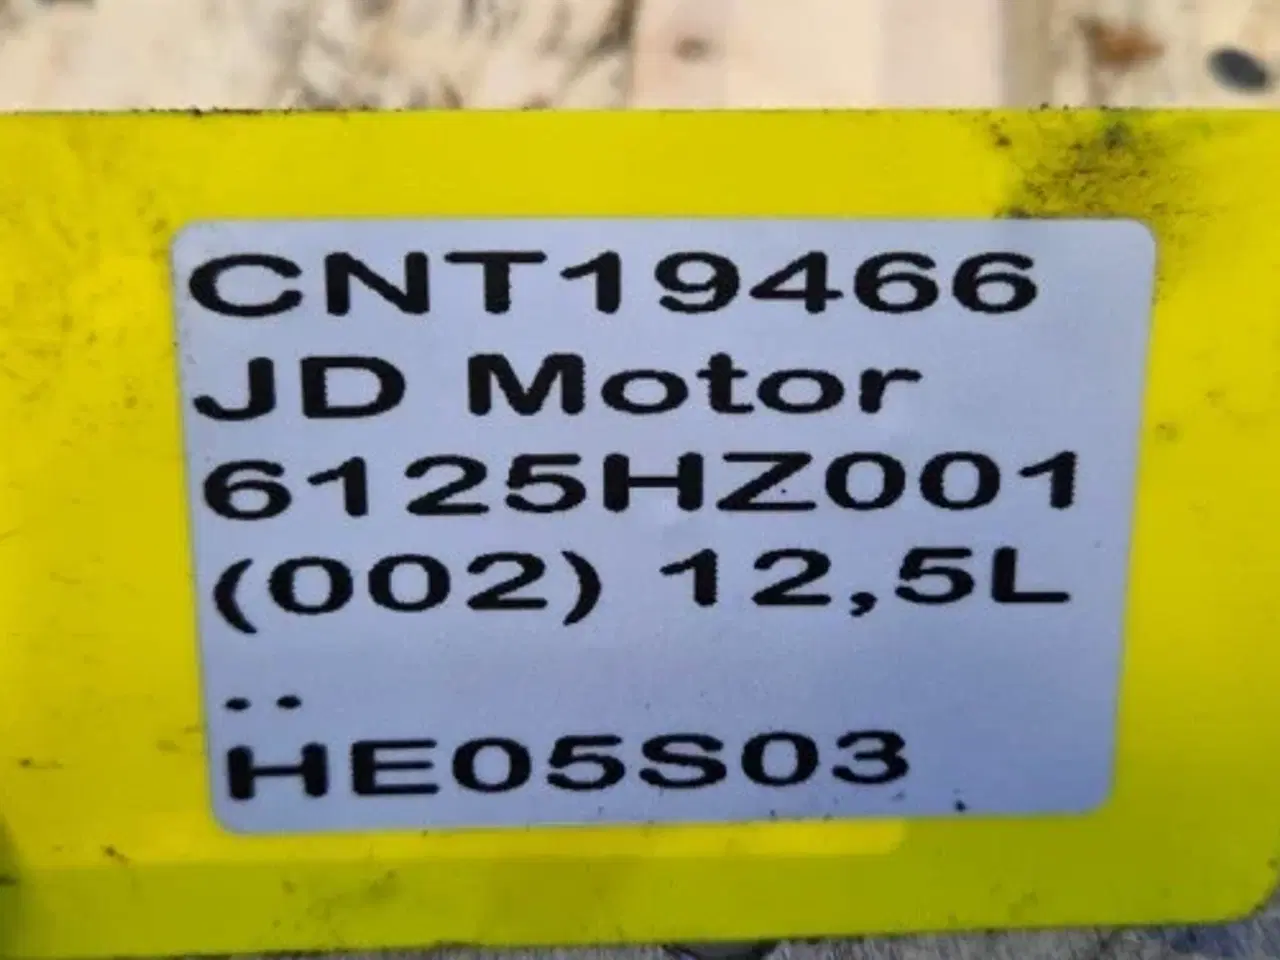 CNT19466
JD Motor
6125HZ001
(002) 12,5L
..
HE05S03